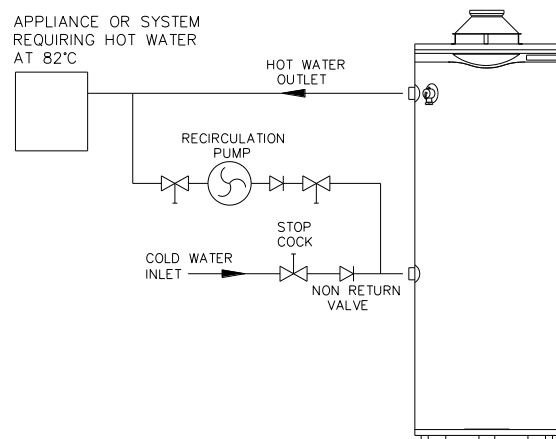 APPLIANCE OR SYSTEM
REQUIRING HOT WATER
AT 82°C
HOT WATER
OUTLET
RECIRCULATION
PUMP
STOP
COCK
COLD WATER
INLET
NON RETURN
VALVE